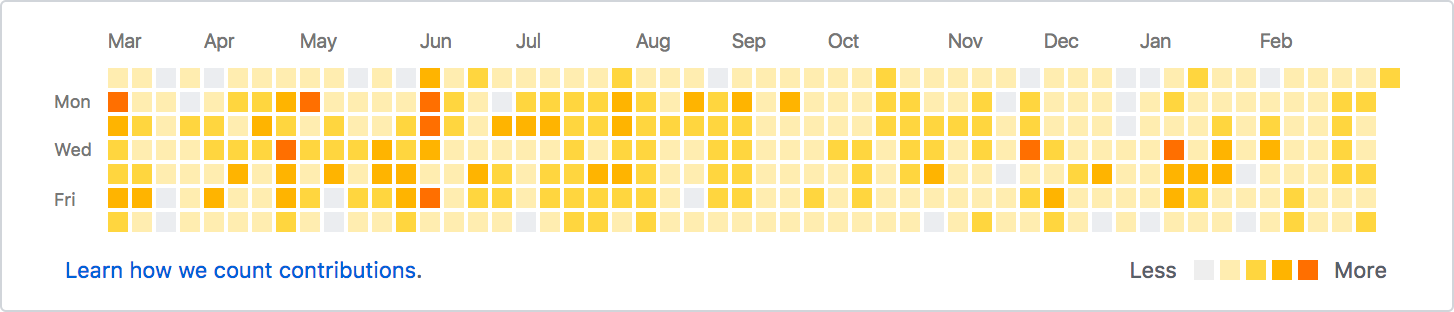 Mar Apr May Jun Jul Aug Sep Oct Nov Dec Jan Feb
Mon
Wed
Fri
Learn how we count contributions. Less More